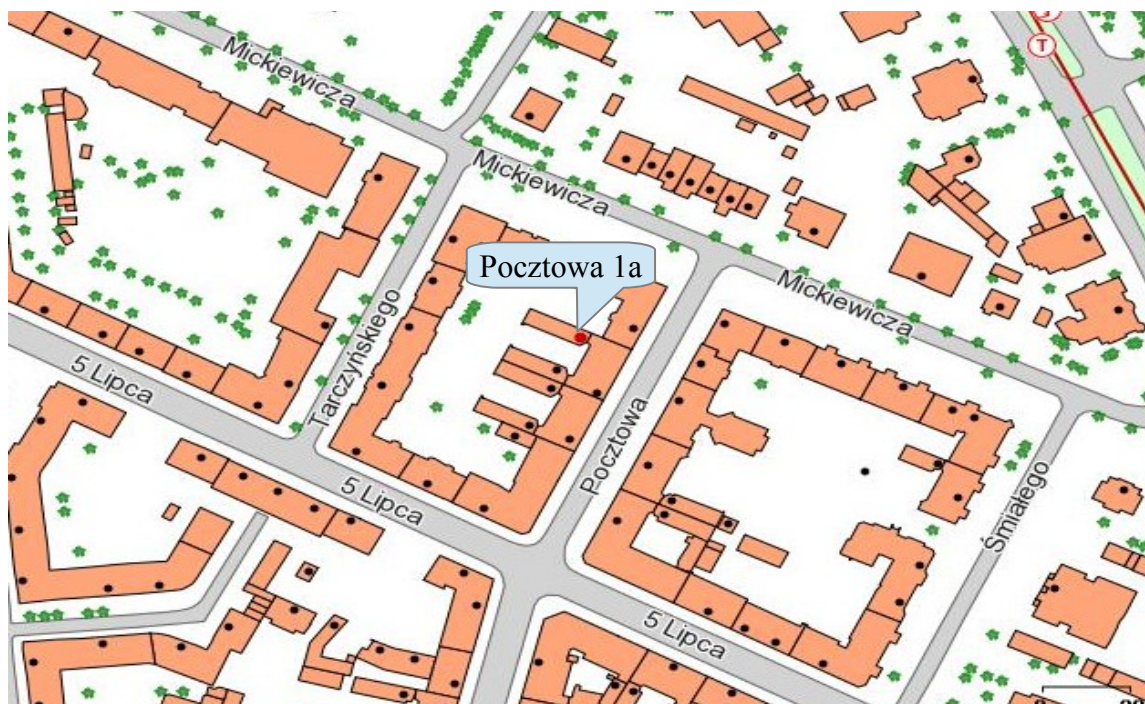 Mickiewicza
T
Mickiewicza
Pocztowa 1a
Mickiewicza
Tarczyńskiego
5 Lipca
Pocztowa
5 Lipca
Śmiałego
5 Lipca